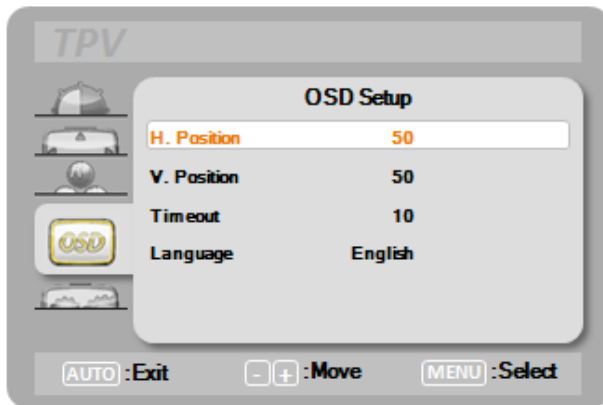 TPV
OSD Setup
H. Position 50
V. Position 50
Timeout 10
OSD
Language English
AUTO :Exit - + :Move MENU :Select